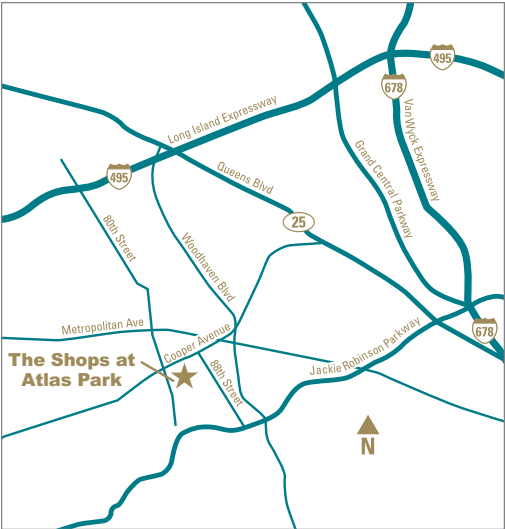 495
678
Van Wyck Expressway
Long Island Expressway
Grand Central Parkway
495
Queens Blvd
25
80th Street
Woodhaven Blvd
Metropolitan Ave
Cooper Avenue
678
The Shops at
Atlas Park
88th Street
Jackie Robinson Parkway
N